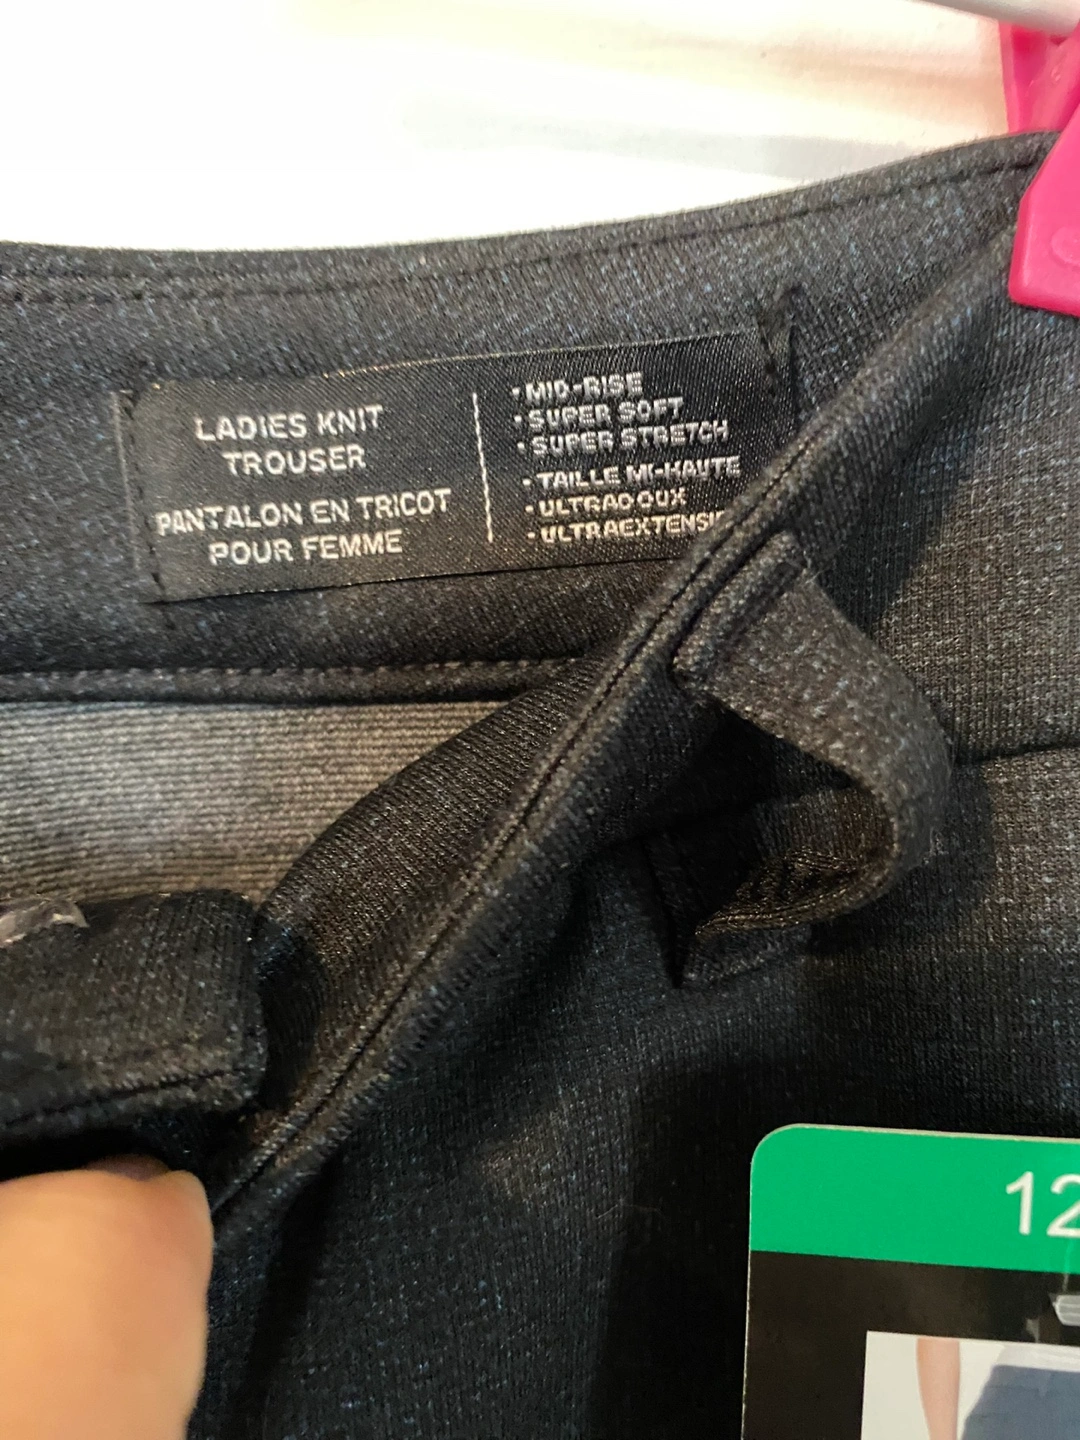 LADIES KNIT
TROUSER
PANTALON EN TRICOT
POUR FEMME
• MID-RISE
• SUPER SOFT
• SUPER STRETCH
• TAILLE MI-HAUTE
• ULTRADOUX
• ULTRAEXTENSI
12